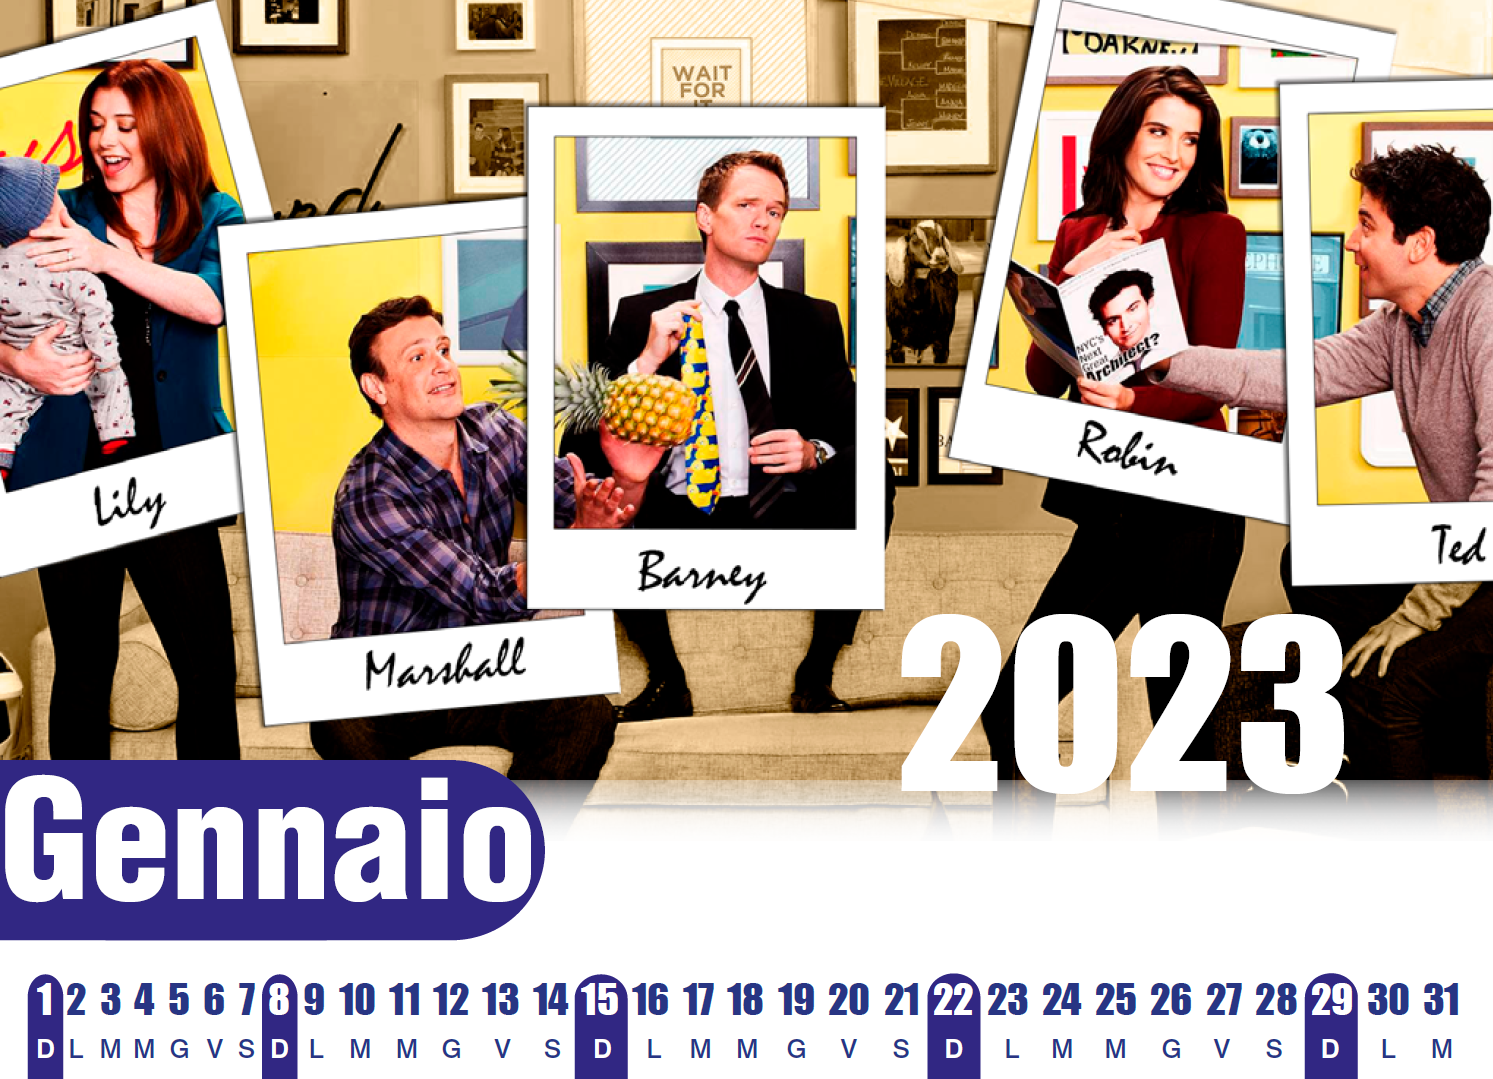 WAIT
FOR
IT
Lily
Marshall
Barney
Robin
Ted
NYC's
Next
Great
Architect?
2023
Gennaio
1 2 3 4 5 6 7 8 9 10 11 12 13 14 15 16 17 18 19 20 21 22 23 24 25 26 27 28 29 30 31
D L M M G V S D L M M G V S D L M M G V S D L M M G V S D L M